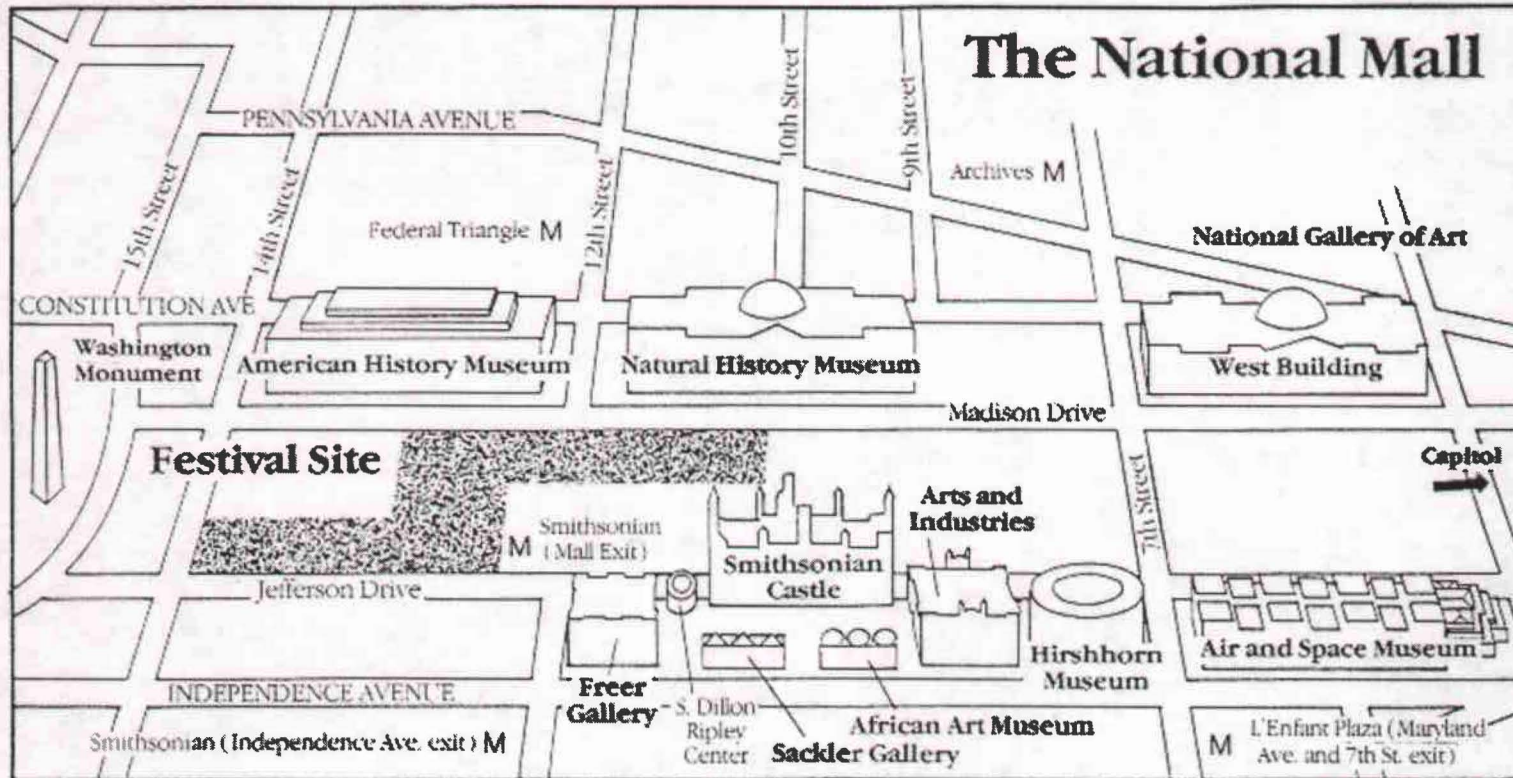 The National Mall
PENNSYLVANIA AVENUE
10th Street
9th Street
15th Street
14th Street
12th Street
Archives M
Federal Triangle M
National Gallery of Art
CONSTITUTION AVE
Washington
Monument
American History Museum
Natural History Museum
West Building
Madison Drive
Festival Site
Capitol
7th Street
M Smithsonian
(Mall Exit)
Arts and
Industries
Smithsonian
Castle
Jefferson Drive
Hirshhorn
Museum
Air and Space Museum
INDEPENDENCE AVENUE
Freer
Gallery
S. Dillon
Ripley
Center
African Art Museum
Sackler Gallery
Smithsonian (Independence Ave. exit) M
M L'Enfant Plaza (Maryland
Ave. and 7th St. exit)